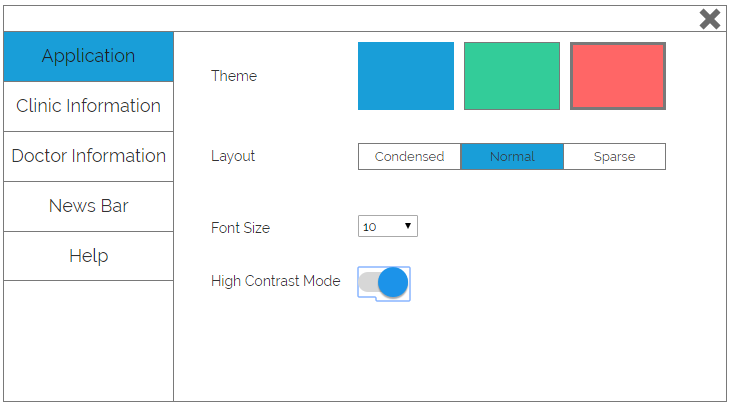 Application
Clinic Information
Doctor Information
News Bar
Help
Theme
Layout
Condensed Normal Sparse
Font Size
10
High Contrast Mode